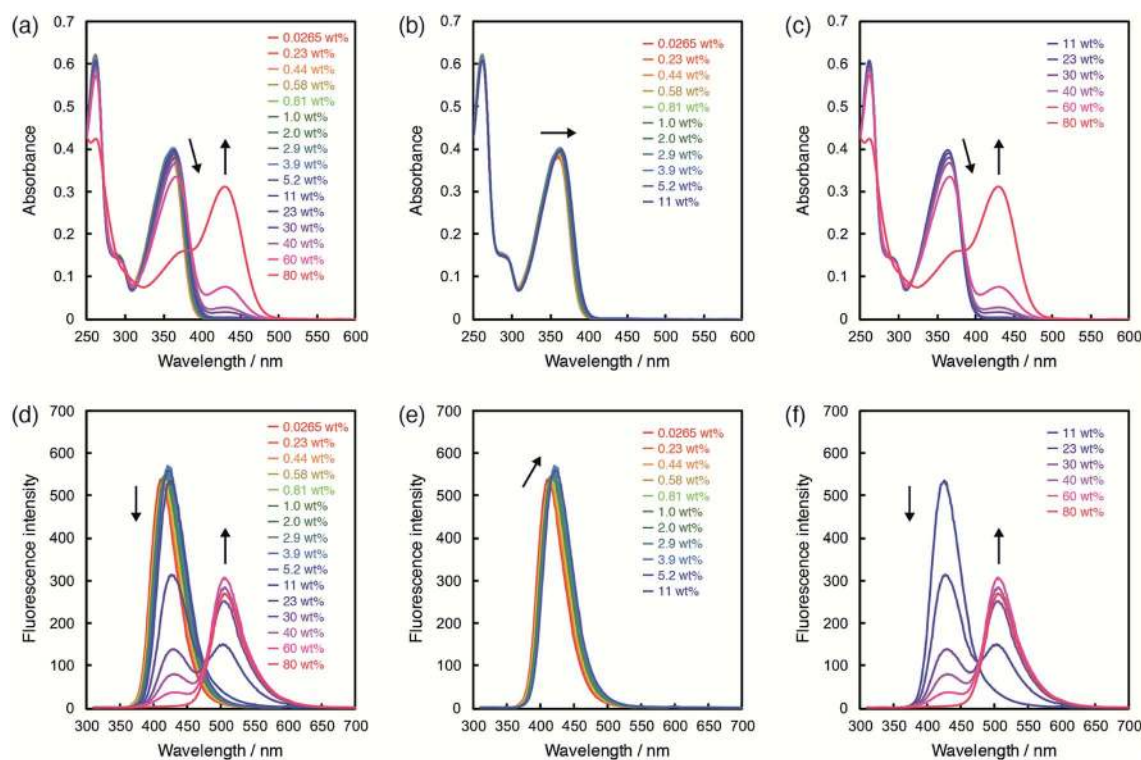 (a)
0.7
0.6
0.5
0.4
0.3
0.2
0.1
0
Absorbance
250 300 350 400 450 500 550 600
Wavelength / nm
0.0265 wt%
0.23 wt%
0.44 wt%
0.58 wt%
0.81 wt%
1.0 wt%
2.0 wt%
2.9 wt%
3.9 wt%
5.2 wt%
11 wt%
23 wt%
30 wt%
40 wt%
60 wt%
80 wt%
(b)
0.7
0.6
0.5
0.4
0.3
0.2
0.1
0
Absorbance
250 300 350 400 450 500 550 600
Wavelength / nm
0.0265 wt%
0.23 wt%
0.44 wt%
0.58 wt%
0.81 wt%
1.0 wt%
2.0 wt%
2.9 wt%
3.9 wt%
5.2 wt%
11 wt%
(c)
0.7
0.6
0.5
0.4
0.3
0.2
0.1
0
Absorbance
250 300 350 400 450 500 550 600
Wavelength / nm
11 wt%
23 wt%
30 wt%
40 wt%
60 wt%
80 wt%
(d)
700
600
500
400
300
200
100
0
Fluorescence intensity
300 350 400 450 500 550 600 650 700
Wavelength / nm
0.0265 wt%
0.23 wt%
0.44 wt%
0.58 wt%
0.81 wt%
1.0 wt%
2.0 wt%
2.9 wt%
3.9 wt%
5.2 wt%
11 wt%
23 wt%
30 wt%
40 wt%
60 wt%
80 wt%
(e)
700
600
500
400
300
200
100
0
Fluorescence intensity
300 350 400 450 500 550 600 650 700
Wavelength / nm
0.0265 wt%
0.23 wt%
0.44 wt%
0.58 wt%
0.81 wt%
1.0 wt%
2.0 wt%
2.9 wt%
3.9 wt%
5.2 wt%
11 wt%
(f)
700
600
500
400
300
200
100
0
Fluorescence intensity
300 350 400 450 500 550 600 650 700
Wavelength / nm
11 wt%
23 wt%
30 wt%
40 wt%
60 wt%
80 wt%